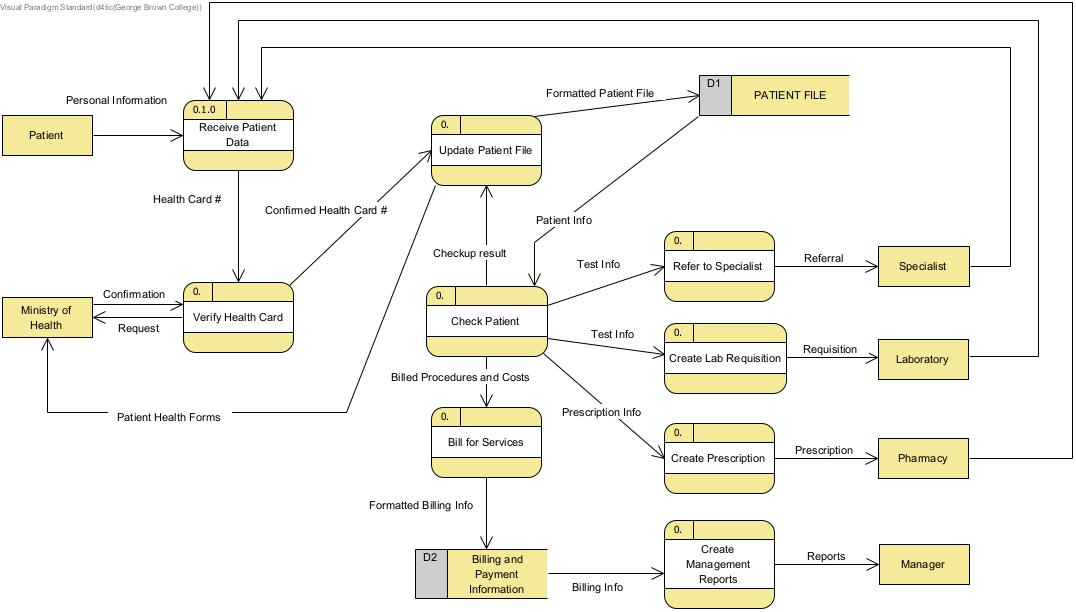 Visual Paradigm Standard(d4tic(George Brown College))
Personal Information
Patient
0.1.0
Receive Patient
Data
Health Card #
Confirmed Health Card #
0.
Update Patient File
Formatted Patient File
D1
PATIENT FILE
Patient Info
Checkup result
Test Info
0.
Refer to Specialist
Referral
Specialist
Ministry of
Health
Confirmation
Request
0.
Verify Health Card
0.
Check Patient
Test Info
0.
Create Lab Requisition
Requisition
Laboratory
Billed Procedures and Costs
Patient Health Forms
Prescription Info
0.
Bill for Services
0.
Create Prescription
Prescription
Pharmacy
Formatted Billing Info
D2
Billing and
Payment
Information
Billing Info
0.
Create
Management
Reports
Reports
Manager